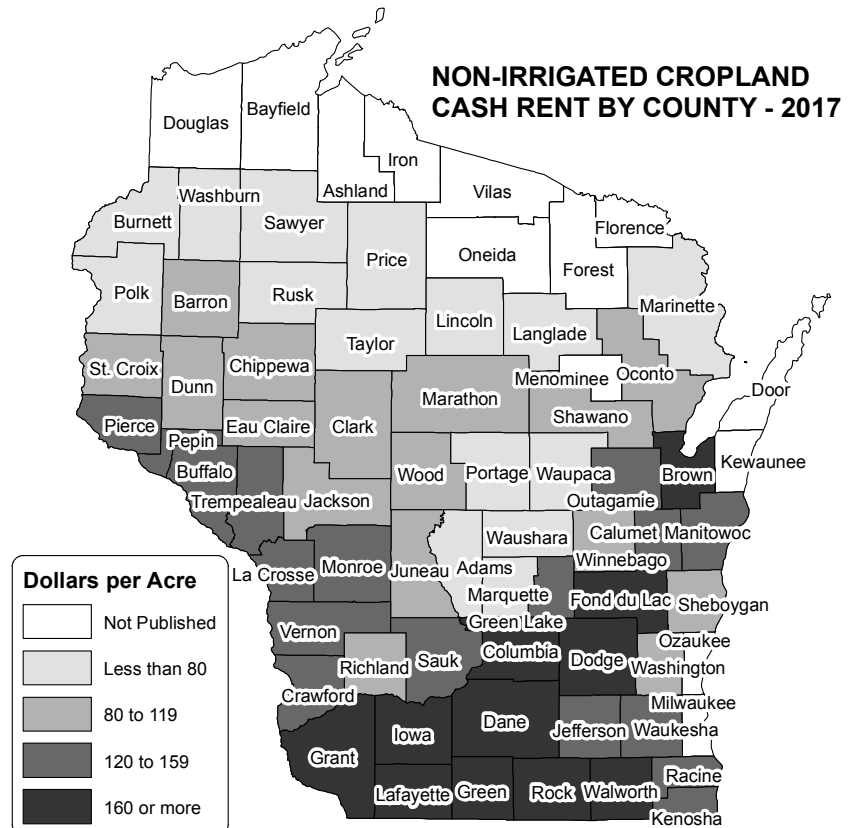 NON-IRRIGATED CROPLAND
CASH RENT BY COUNTY - 2017
Douglas
Bayfield
Ashland
Iron
Vilas
Burnett
Washburn
Sawyer
Price
Oneida
Forest
Florence
Polk
Barron
Rusk
Taylor
Lincoln
Langlade
Marinette
St. Croix
Dunn
Chippewa
Marathon
Menominee
Oconto
Door
Pierce
Pepin
Eau Claire
Clark
Shawano
Buffalo
Trempealeau
Jackson
Wood
Portage
Waupaca
Outagamie
Brown
Kewaunee
La Crosse
Monroe
Juneau
Adams
Waushara
Winnebago
Calumet
Manitowoc
Marquette
Green Lake
Fond du Lac
Sheboygan
Vernon
Richland
Sauk
Columbia
Dodge
Washington
Ozaukee
Crawford
Grant
Iowa
Dane
Jefferson
Waukesha
Milwaukee
Lafayette
Green
Rock
Walworth
Racine
Kenosha
Dollars per Acre
Not Published
Less than 80
80 to 119
120 to 159
160 or more